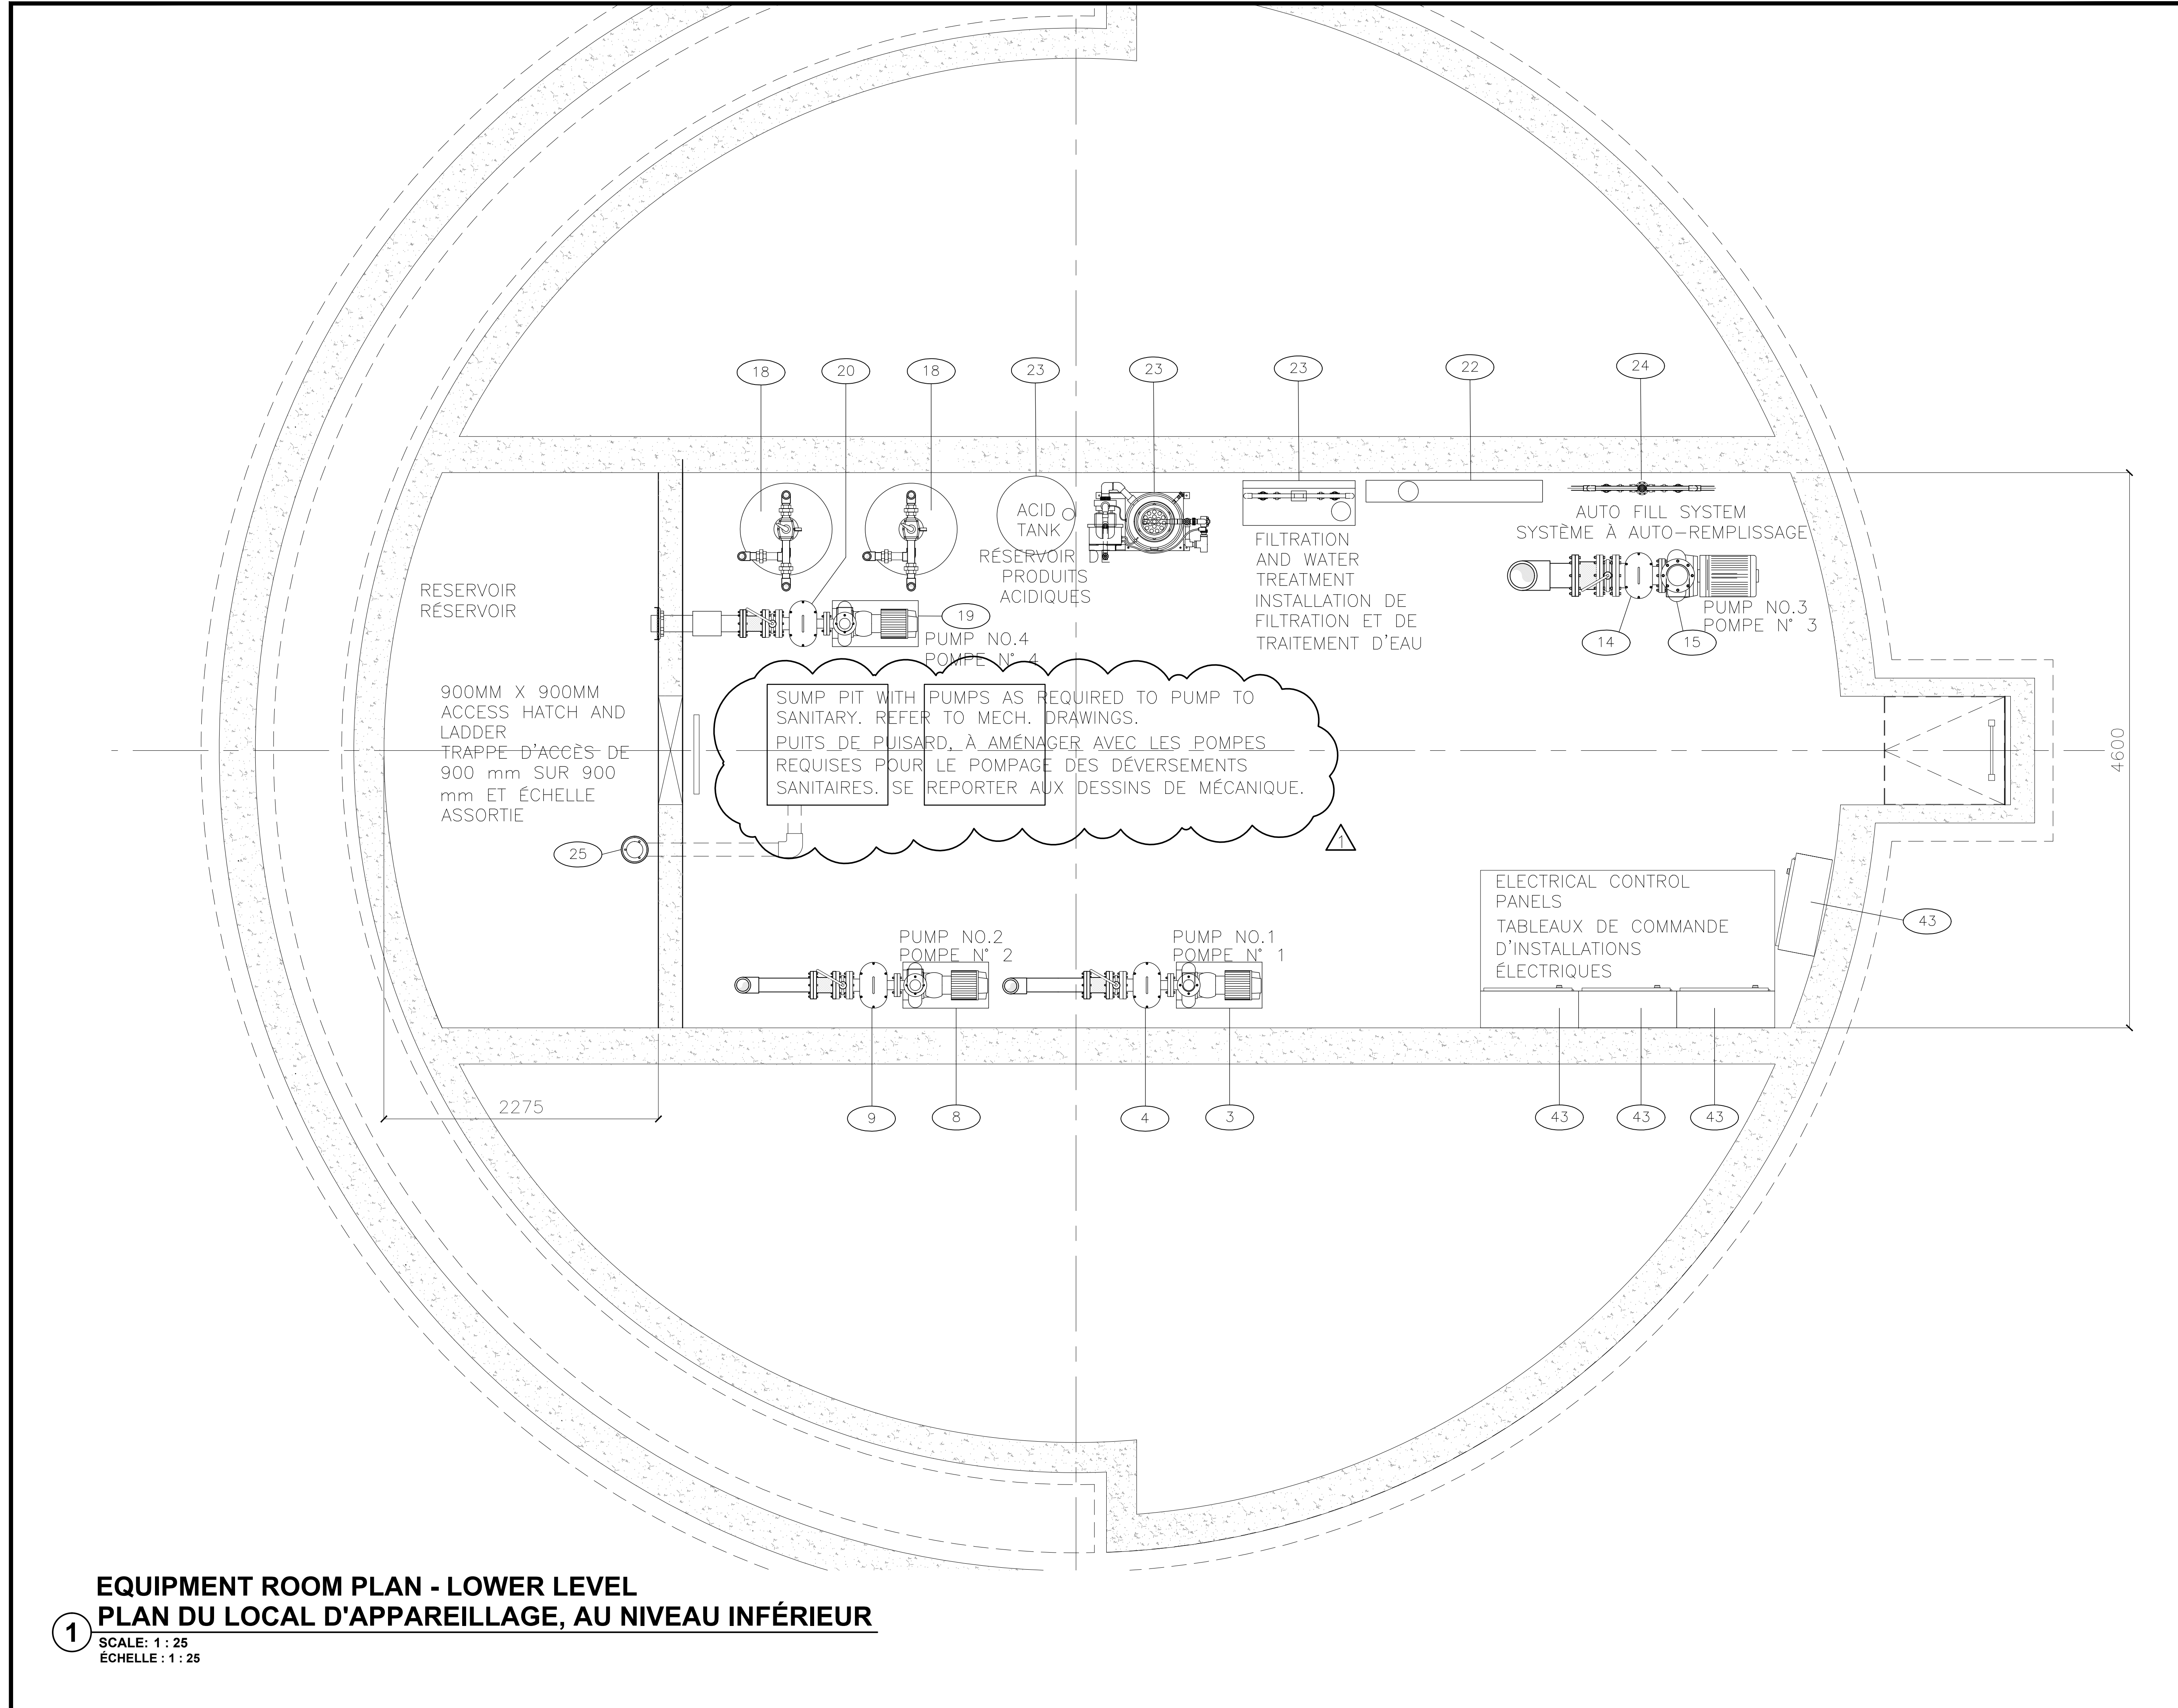 18
20
18
23
23
23
22
24
ACID
TANK
RÉSERVOIR D
PRODUITS
ACIDIQUES
FILTRATION
AND WATER
TREATMENT
INSTALLATION DE
FILTRATION ET DE
TRAITEMENT D'EAU
AUTO FILL SYSTEM
SYSTÈME À AUTO-REMPLISSAGE
PUMP NO.3
POMPE N° 3
14
15
RESERVOIR
RÉSERVOIR
19
PUMP NO.4
POMPE N° 4
900MM X 900MM
ACCESS HATCH AND
LADDER
TRAPPE D'ACCÈS DE
900 mm SUR 900
mm ET ÉCHELLE
ASSORTIE
SUMP PIT WITH PUMPS AS REQUIRED TO PUMP TO
SANITARY. REFER TO MECH. DRAWINGS.
PUITS DE PUISARD, À AMÉNAGER AVEC LES POMPES
REQUISES POUR LE POMPAGE DES DÉVERSEMENTS
SANITAIRES. SE REPORTER AUX DESSINS DE MÉCANIQUE.
1
4600
25
ELECTRICAL CONTROL
PANELS
TABLEAUX DE COMMANDE
D'INSTALLATIONS
ÉLECTRIQUES
43
PUMP NO.2
POMPE N° 2
PUMP NO.1
POMPE N° 1
2275
9
8
4
3
43
43
43
EQUIPMENT ROOM PLAN - LOWER LEVEL
PLAN DU LOCAL D'APPAREILLAGE, AU NIVEAU INFÉRIEUR
1
SCALE: 1 : 25
ÉCHELLE : 1 : 25